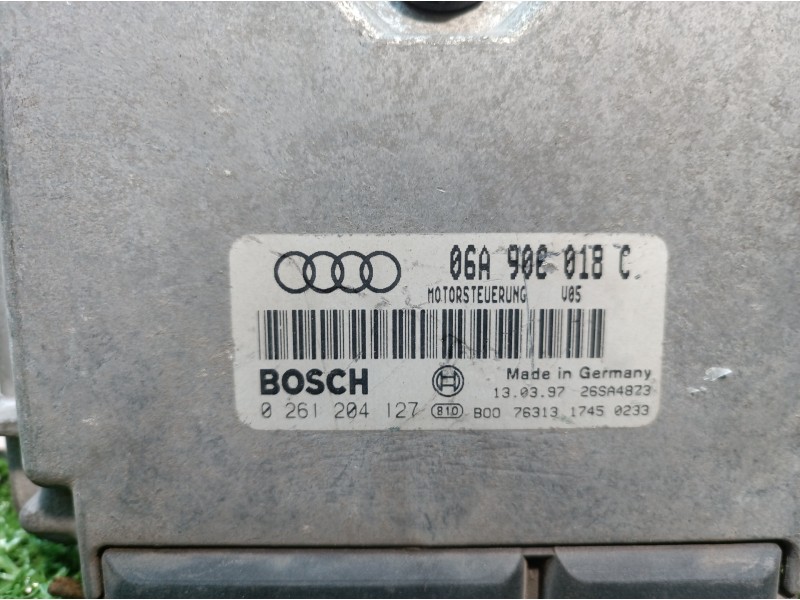 06A 906 018 C
MOTORSTEUERUNG V05
BOSCH
Made in Germany
13.03.97 26SA4823
0 261 204 127 B10 B00 76313 1745 0233